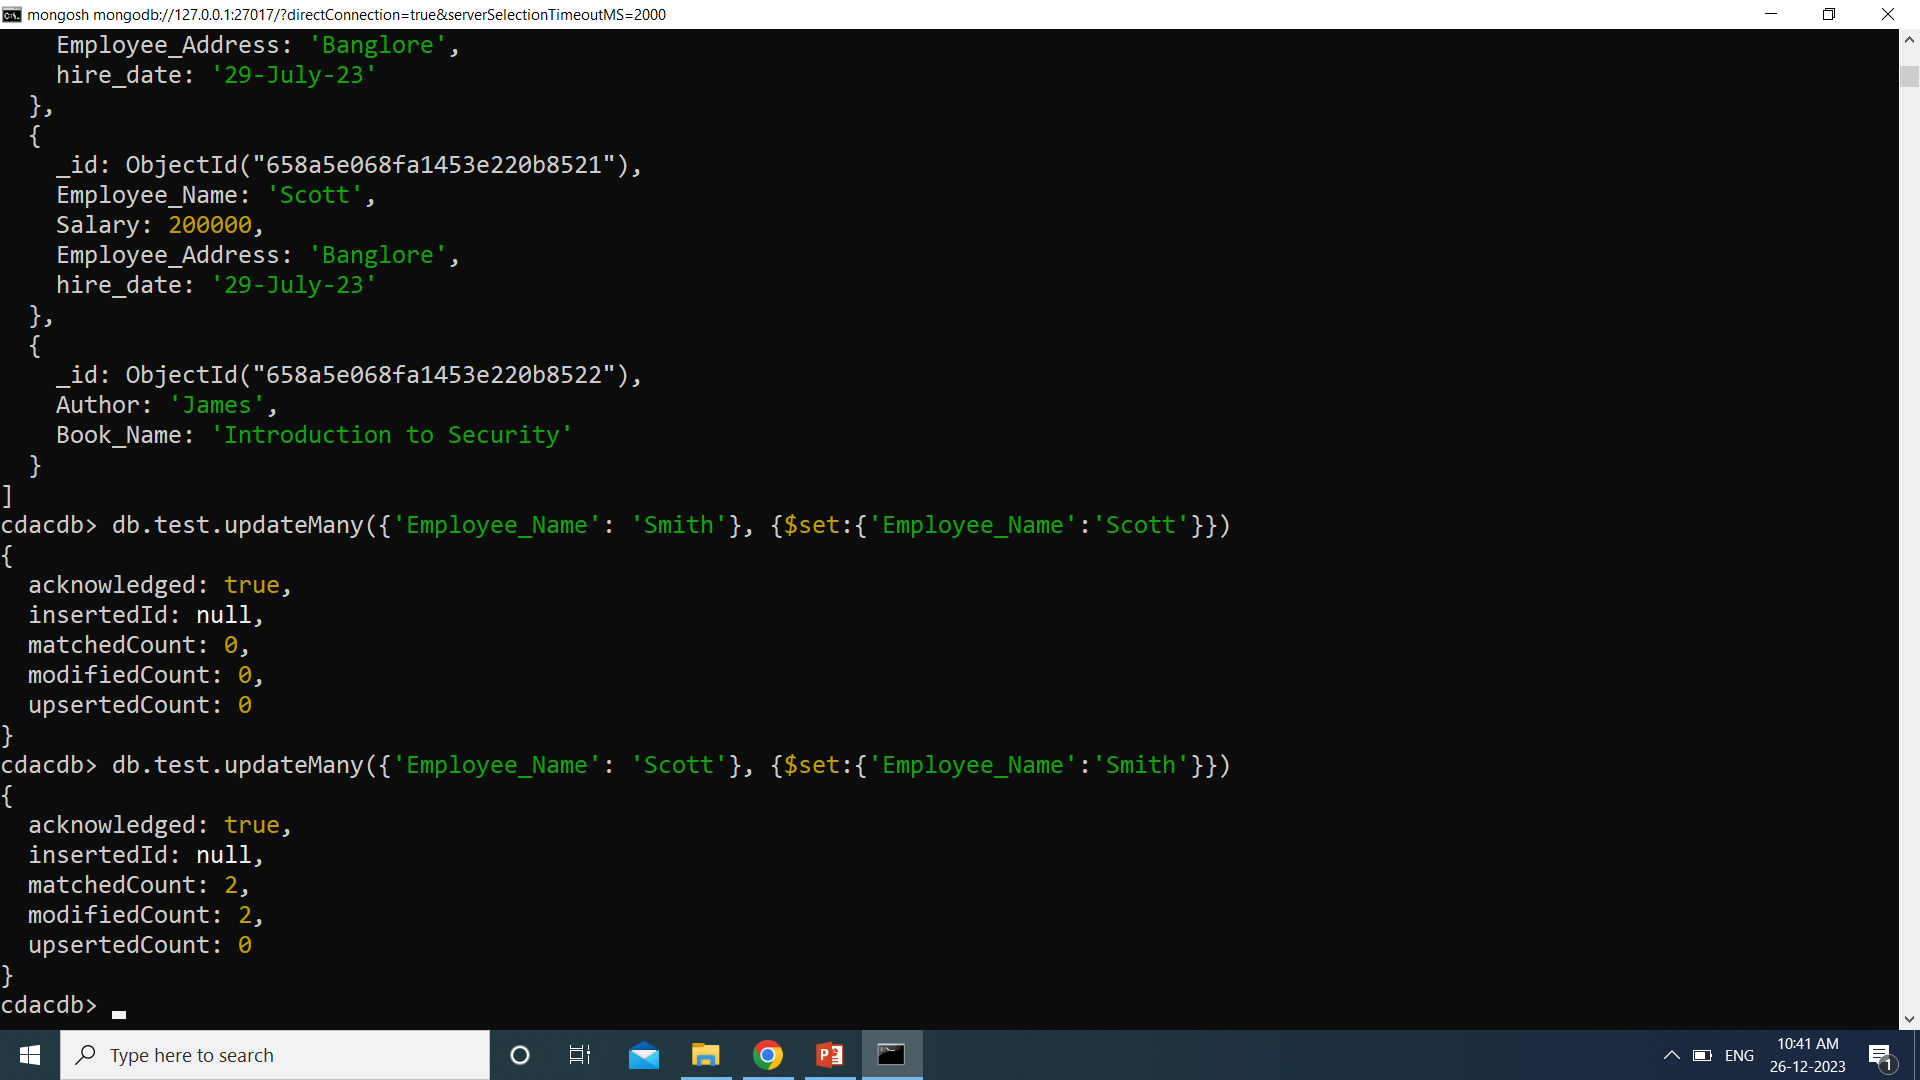 mongosh mongodb://127.0.0.1:27017/?directConnection=true&serverSelectionTimeoutMS=2000
    Employee_Address: 'Banglore',
    hire_date: '29-July-23'
  },
  {
    _id: ObjectId("658a5e068fa1453e220b8521"),
    Employee_Name: 'Scott',
    Salary: 200000,
    Employee_Address: 'Banglore',
    hire_date: '29-July-23'
  },
  {
    _id: ObjectId("658a5e068fa1453e220b8522"),
    Author: 'James',
    Book_Name: 'Introduction to Security'
  }
]
cdacdb> db.test.updateMany({'Employee_Name': 'Smith'}, {$set:{'Employee_Name':'Scott'}})
{
  acknowledged: true,
  insertedId: null,
  matchedCount: 0,
  modifiedCount: 0,
  upsertedCount: 0
}
cdacdb> db.test.updateMany({'Employee_Name': 'Scott'}, {$set:{'Employee_Name':'Smith'}})
{
  acknowledged: true,
  insertedId: null,
  matchedCount: 2,
  modifiedCount: 2,
  upsertedCount: 0
}
cdacdb>
Type here to search
ENG
10:41 AM
26-12-2023
1